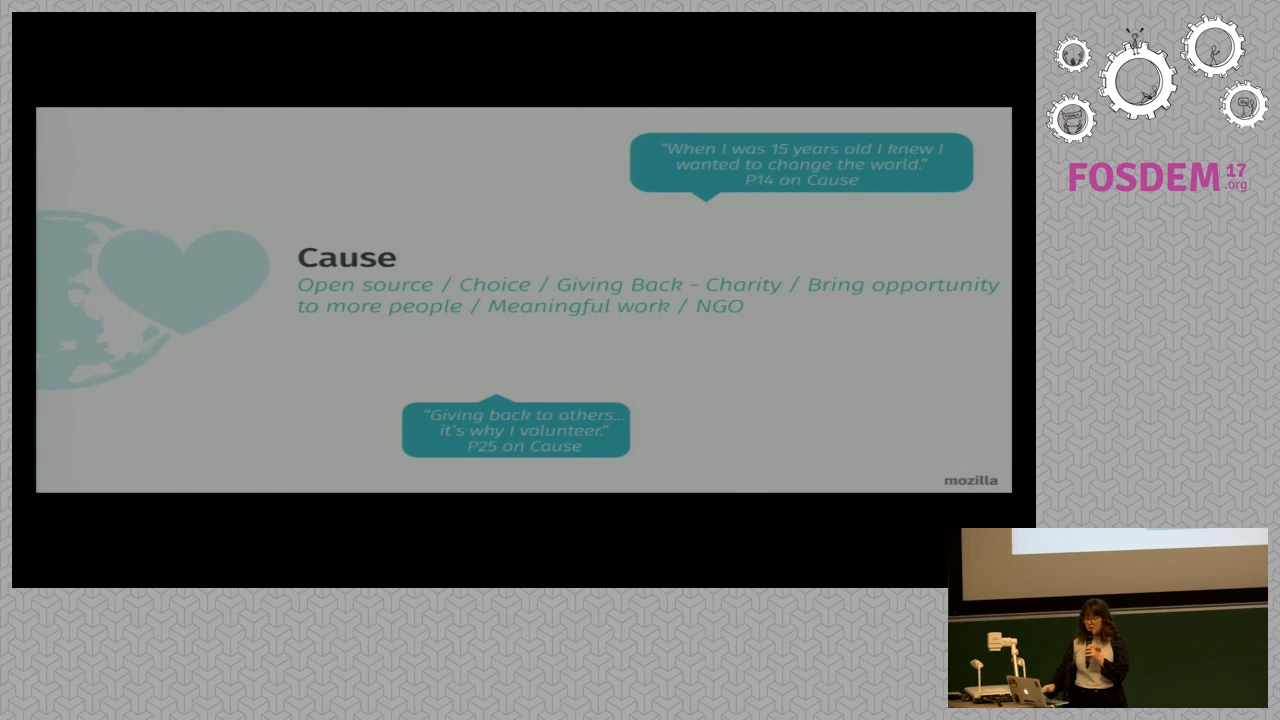 "When I was 15 years old I knew I
wanted to change the world."
P14 on Cause
Cause
Open source / Choice / Giving Back - Charity / Bring opportunity
to more people / Meaningful work / NGO
"Giving back to others...
it's why I volunteer."
P25 on Cause
mozilla
FOSDEM 17
.org